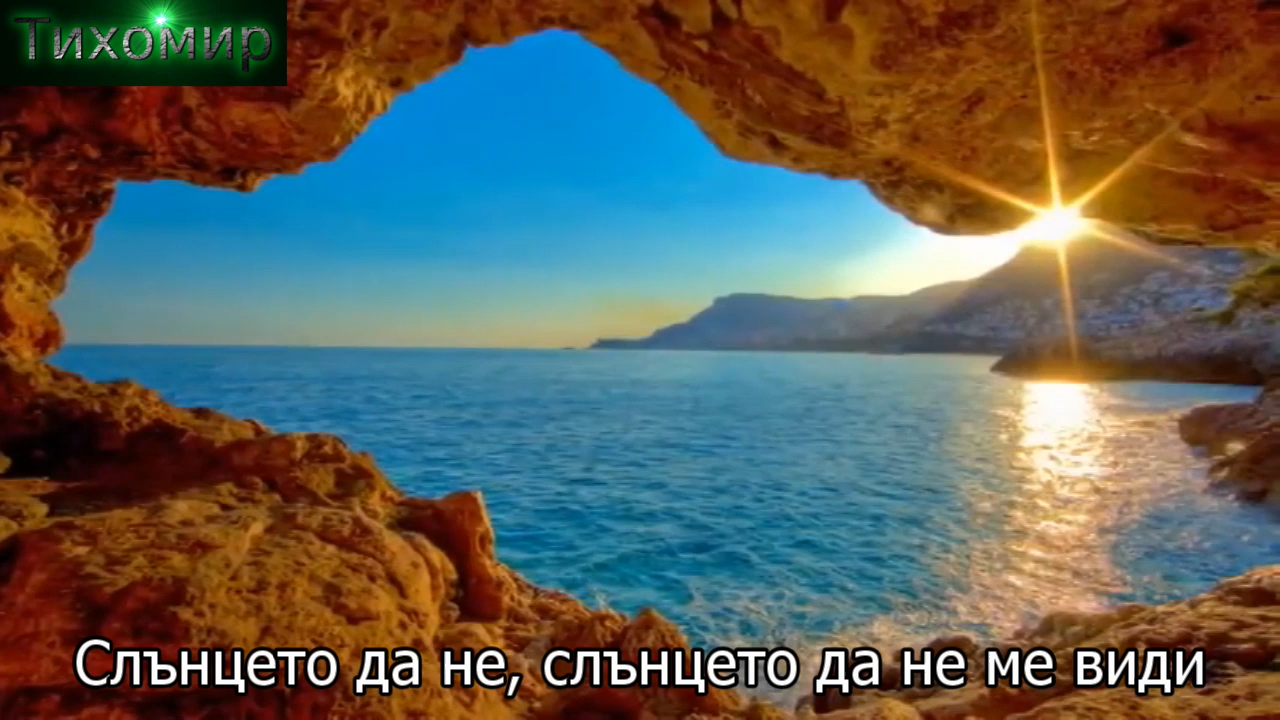 Тихомир
Слънцето да не, слънцето да не ме види